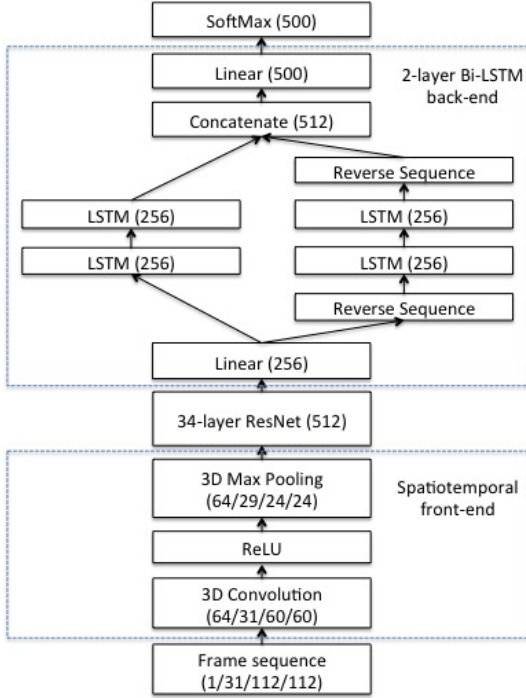 SoftMax (500)
Linear (500)
2-layer Bi-LSTM
back-end
Concatenate (512)
Reverse Sequence
LSTM (256)
LSTM (256)
LSTM (256)
LSTM (256)
Reverse Sequence
Linear (256)
34-layer ResNet (512)
3D Max Pooling
(64/29/24/24)
Spatiotemporal
front-end
ReLU
3D Convolution
(64/31/60/60)
Frame sequence
(1/31/112/112)